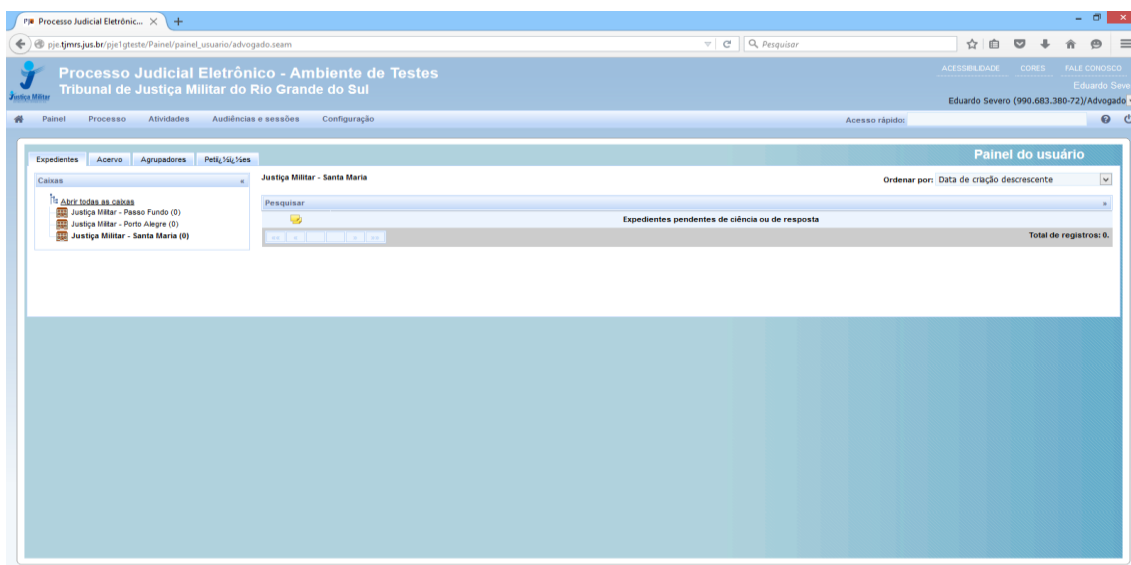 Processo Judicial Eletrônic...
pje.tjmrs.jus.br/pje1gteste/Painel/painel_usuario/advogado.seam
Pesquisar
Justiça Militar
Processo Judicial Eletrônico - Ambiente de Testes
Tribunal de Justiça Militar do Rio Grande do Sul
ACESSIBILIDADE CORES FALE CONOSCO
Eduardo Seve
Eduardo Severo (990.683.380-72)/Advogado
Painel Processo Atividades Audiências e sessões Configuração Acesso rápido:
Painel do usuário
Expedientes Acervo Agrupadores Petiï¿½ï¿½es
Caixas «
Abrir todas as caixas
Justiça Militar - Passo Fundo (0)
Justiça Militar - Porto Alegre (0)
Justiça Militar - Santa Maria (0)
Justiça Militar - Santa Maria
Ordenar por: Data de criação descrescente
Pesquisar »
Expedientes pendentes de ciência ou de resposta
«« « » »»
Total de registros: 0.